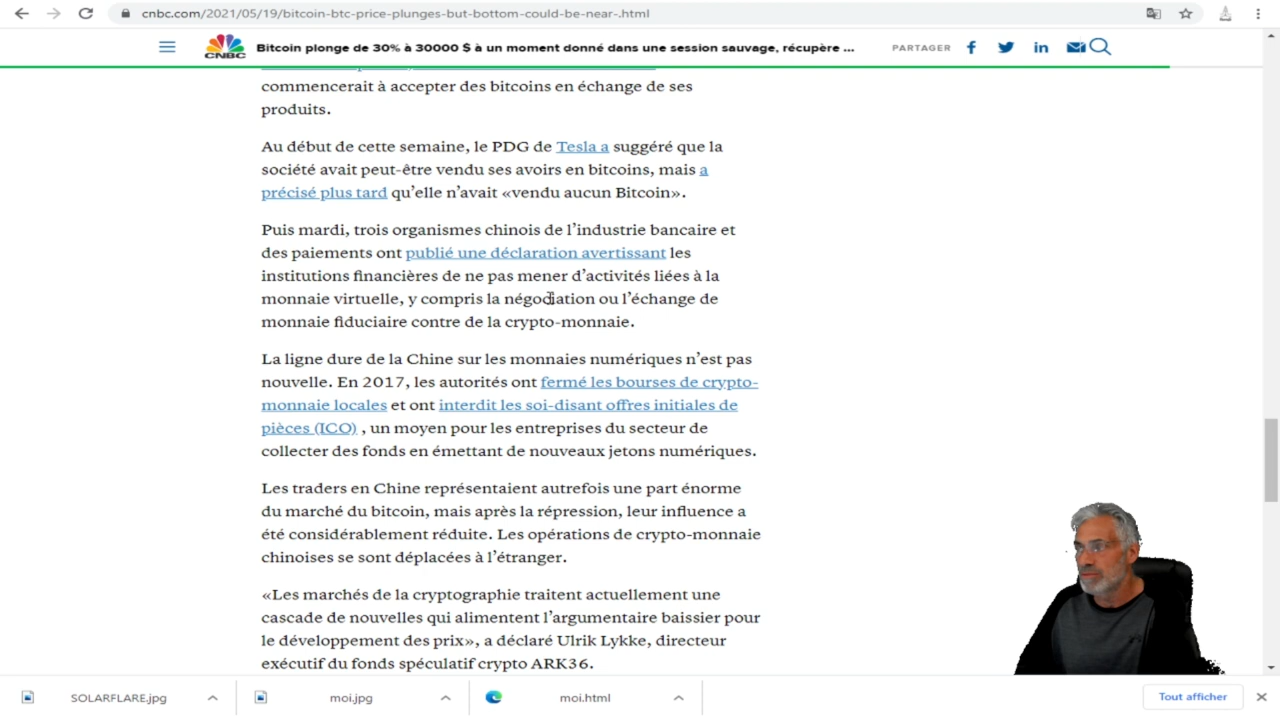 cnbc.com/2021/05/19/bitcoin-btc-price-plunges-but-bottom-could-be-near-.html
CNBC
Bitcoin plonge de 30% à 30000 $ à un moment donné dans une session sauvage, récupère ...
PARTAGER
commencerait à accepter des bitcoins en échange de ses
produits.
Au début de cette semaine, le PDG de Tesla a suggéré que la
société avait peut-être vendu ses avoirs en bitcoins, mais a
précisé plus tard qu'elle n'avait «vendu aucun Bitcoin».
Puis mardi, trois organismes chinois de l'industrie bancaire et
des paiements ont publié une déclaration avertissant les
institutions financières de ne pas mener d'activités liées à la
monnaie virtuelle, y compris la négociation ou l'échange de
monnaie fiduciaire contre de la crypto-monnaie.
La ligne dure de la Chine sur les monnaies numériques n'est pas
nouvelle. En 2017, les autorités ont fermé les bourses de crypto-
monnaie locales et ont interdit les soi-disant offres initiales de
pièces (ICO) , un moyen pour les entreprises du secteur de
collecter des fonds en émettant de nouveaux jetons numériques.
Les traders en Chine représentaient autrefois une part énorme
du marché du bitcoin, mais après la répression, leur influence a
été considérablement réduite. Les opérations de crypto-monnaie
chinoises se sont déplacées à l'étranger.
«Les marchés de la cryptographie traitent actuellement une
cascade de nouvelles qui alimentent l'argumentaire baissier pour
le développement des prix», a déclaré Ulrik Lykke, directeur
exécutif du fonds spéculatif crypto ARK36.
SOLARFLARE.jpg
moi.jpg
moi.html
Tout afficher